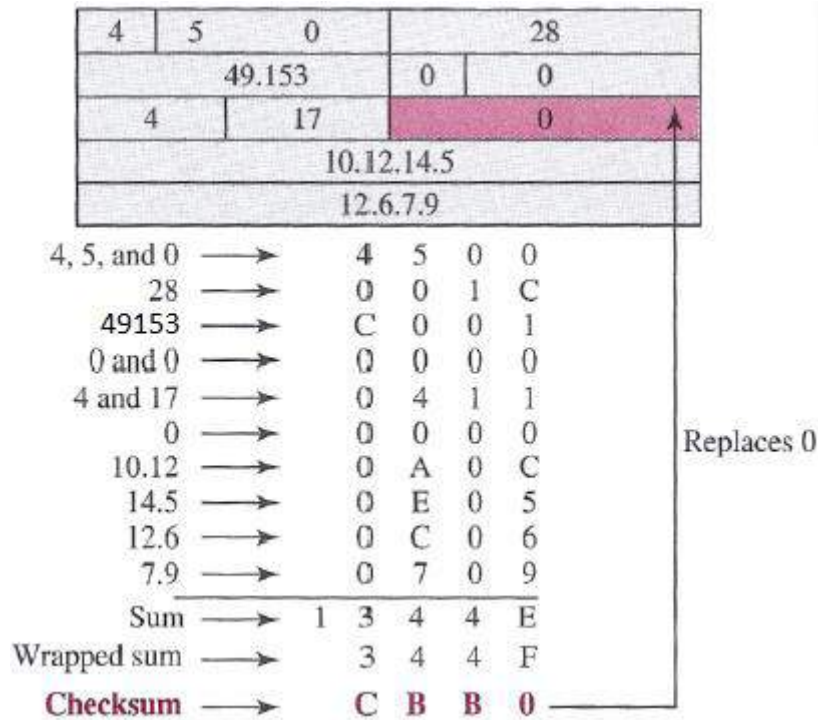 4 5 0 28
49.153 0 0
4 17 0
10.12.14.5
12.6.7.9
4, 5, and 0 4 5 0 0
28 0 0 1 C
49153 C 0 0 1
0 and 0 0 0 0 0
4 and 17 0 4 1 1
0 0 0 0 0
10.12 0 A 0 C
14.5 0 E 0 5
12.6 0 C 0 6
7.9 0 7 0 9
Sum 1 3 4 4 E
Wrapped sum 3 4 4 F
Checksum C B B 0
Replaces 0